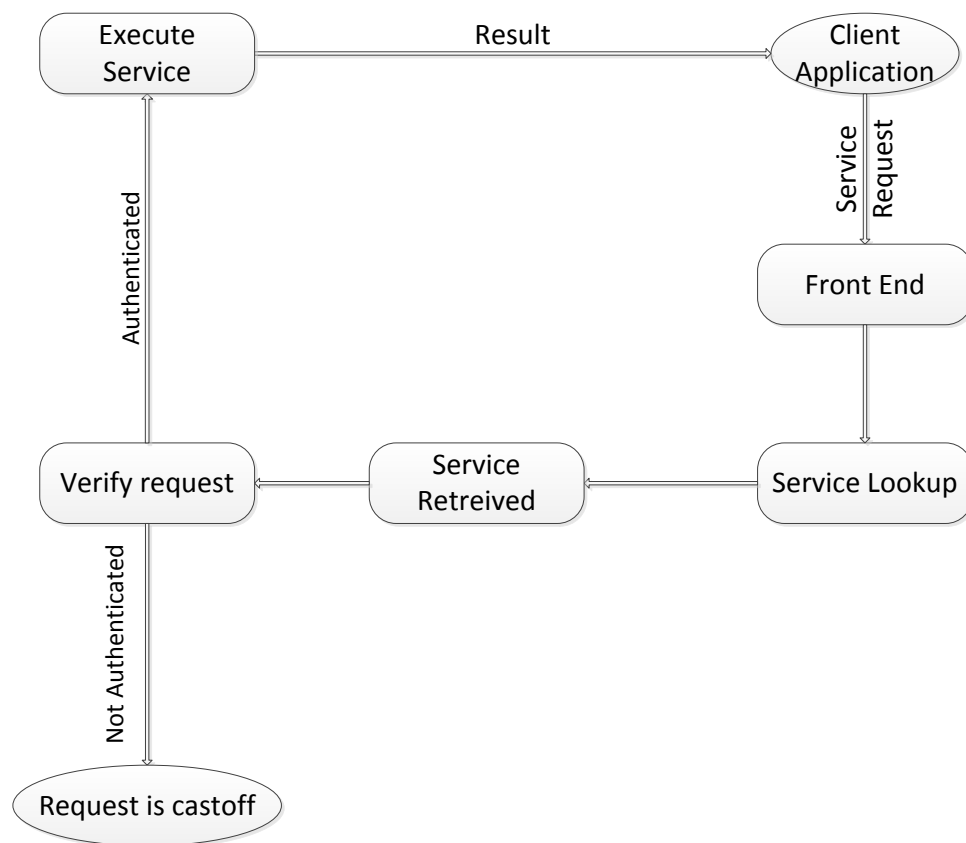 Execute
Service
Result
Client
Application
Service
Request
Authenticated
Front End
Verify request
Service
Retreived
Service Lookup
Not Authenticated
Request is castoff